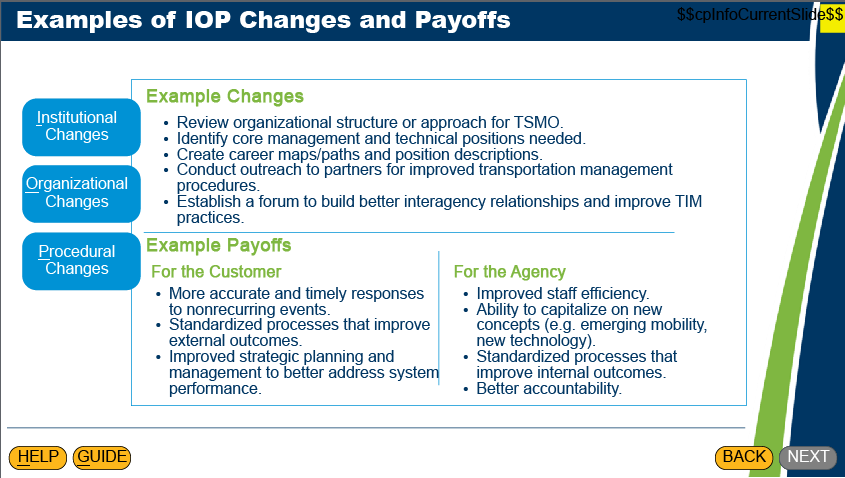 Examples of IOP Changes and Payoffs
$$cpInfoCurrentSlide$$
Institutional
Changes
Organizational
Changes
Procedural
Changes
Example Changes
• Review organizational structure or approach for TSMO.
• Identify core management and technical positions needed.
• Create career maps/paths and position descriptions.
• Conduct outreach to partners for improved transportation management
procedures.
• Establish a forum to build better interagency relationships and improve TIM
practices.
Example Payoffs
For the Customer
• More accurate and timely responses
to nonrecurring events.
• Standardized processes that improve
external outcomes.
• Improved strategic planning and
management to better address system
performance.
For the Agency
• Improved staff efficiency.
• Ability to capitalize on new
concepts (e.g. emerging mobility,
new technology).
• Standardized processes that
improve internal outcomes.
• Better accountability.
HELP
GUIDE
BACK
NEXT